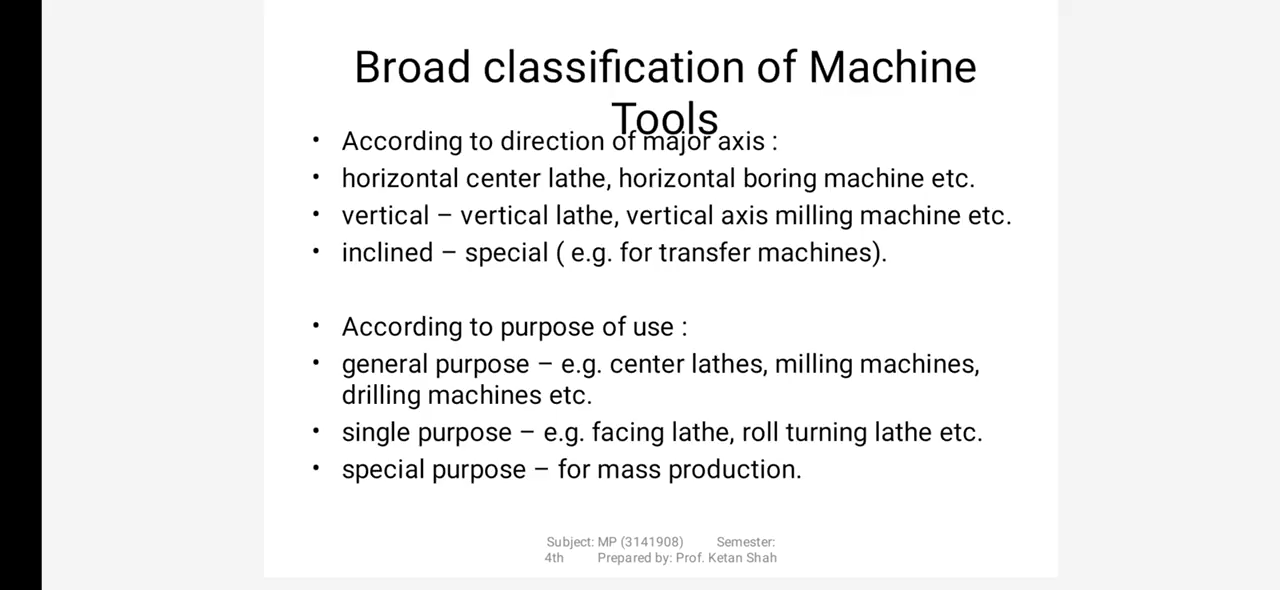 Broad classification of Machine
Tools
• According to direction of major axis :
• horizontal center lathe, horizontal boring machine etc.
• vertical – vertical lathe, vertical axis milling machine etc.
• inclined – special ( e.g. for transfer machines).
• According to purpose of use :
• general purpose – e.g. center lathes, milling machines,
drilling machines etc.
• single purpose – e.g. facing lathe, roll turning lathe etc.
• special purpose – for mass production.
Subject: MP (3141908) Semester:
4th Prepared by: Prof. Ketan Shah